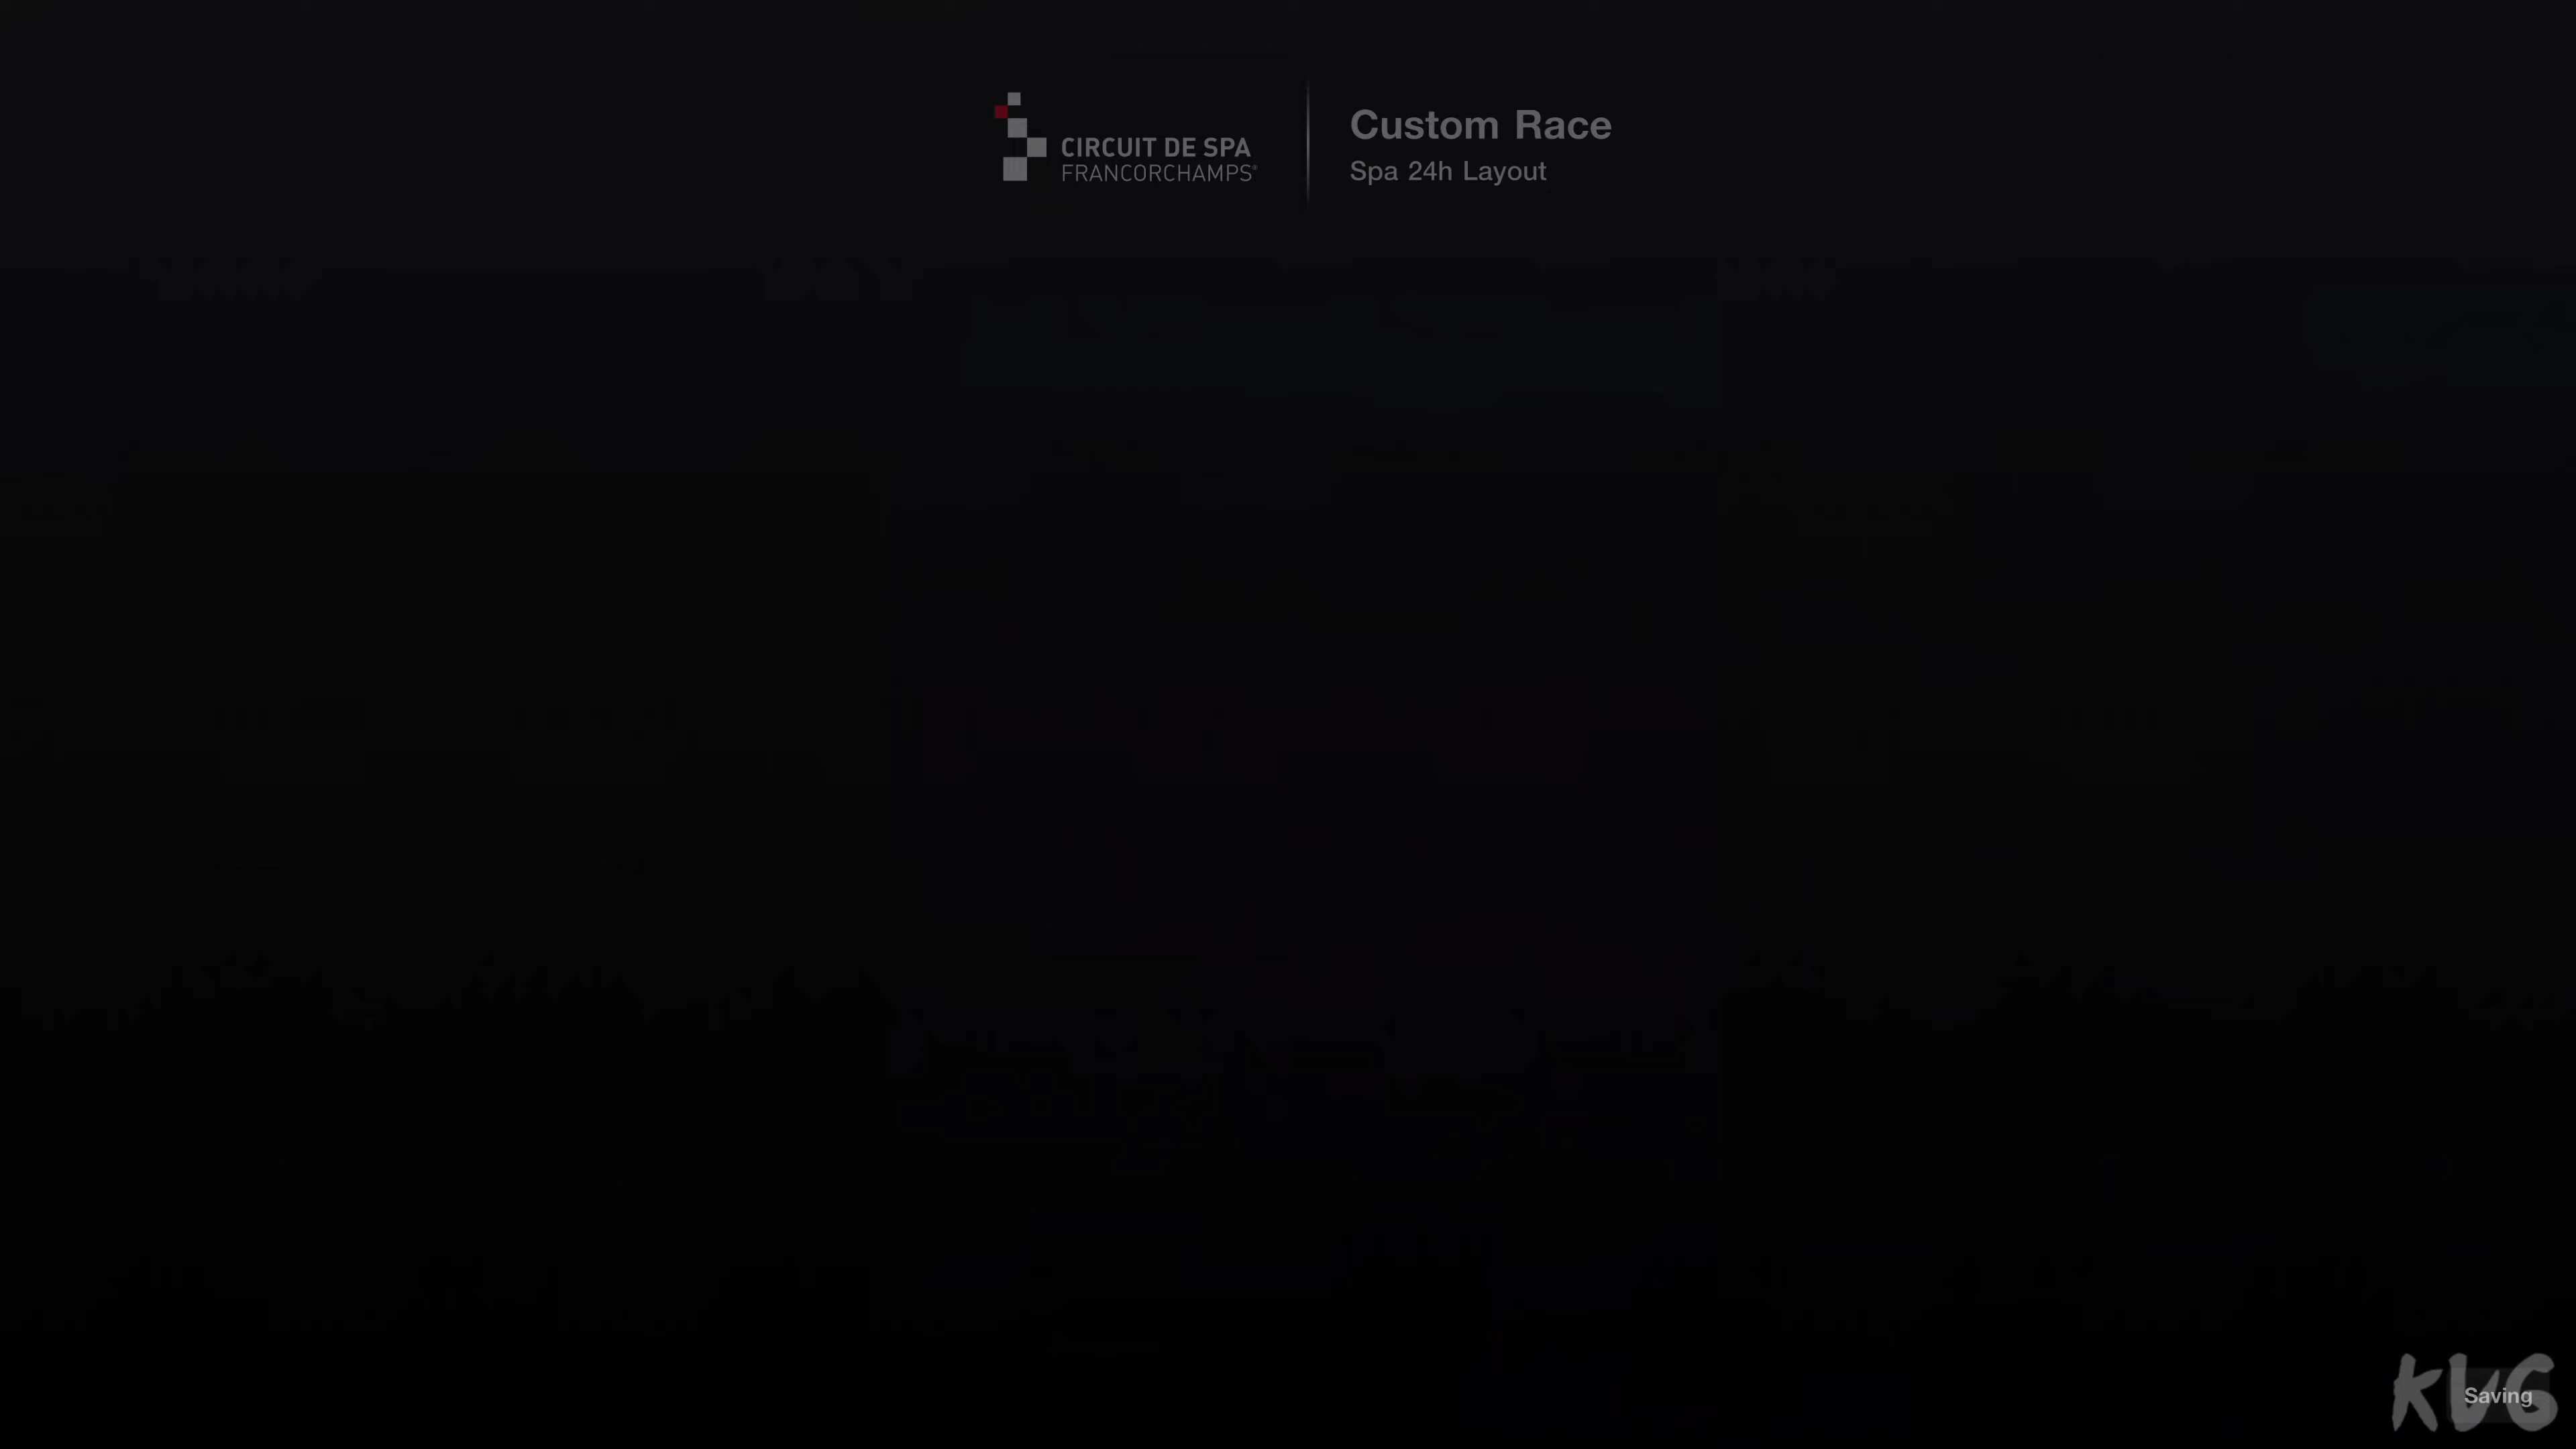 CIRCUIT DE SPA
FRANCORCHAMPS®
Custom Race
Spa 24h Layout
KVG
Saving